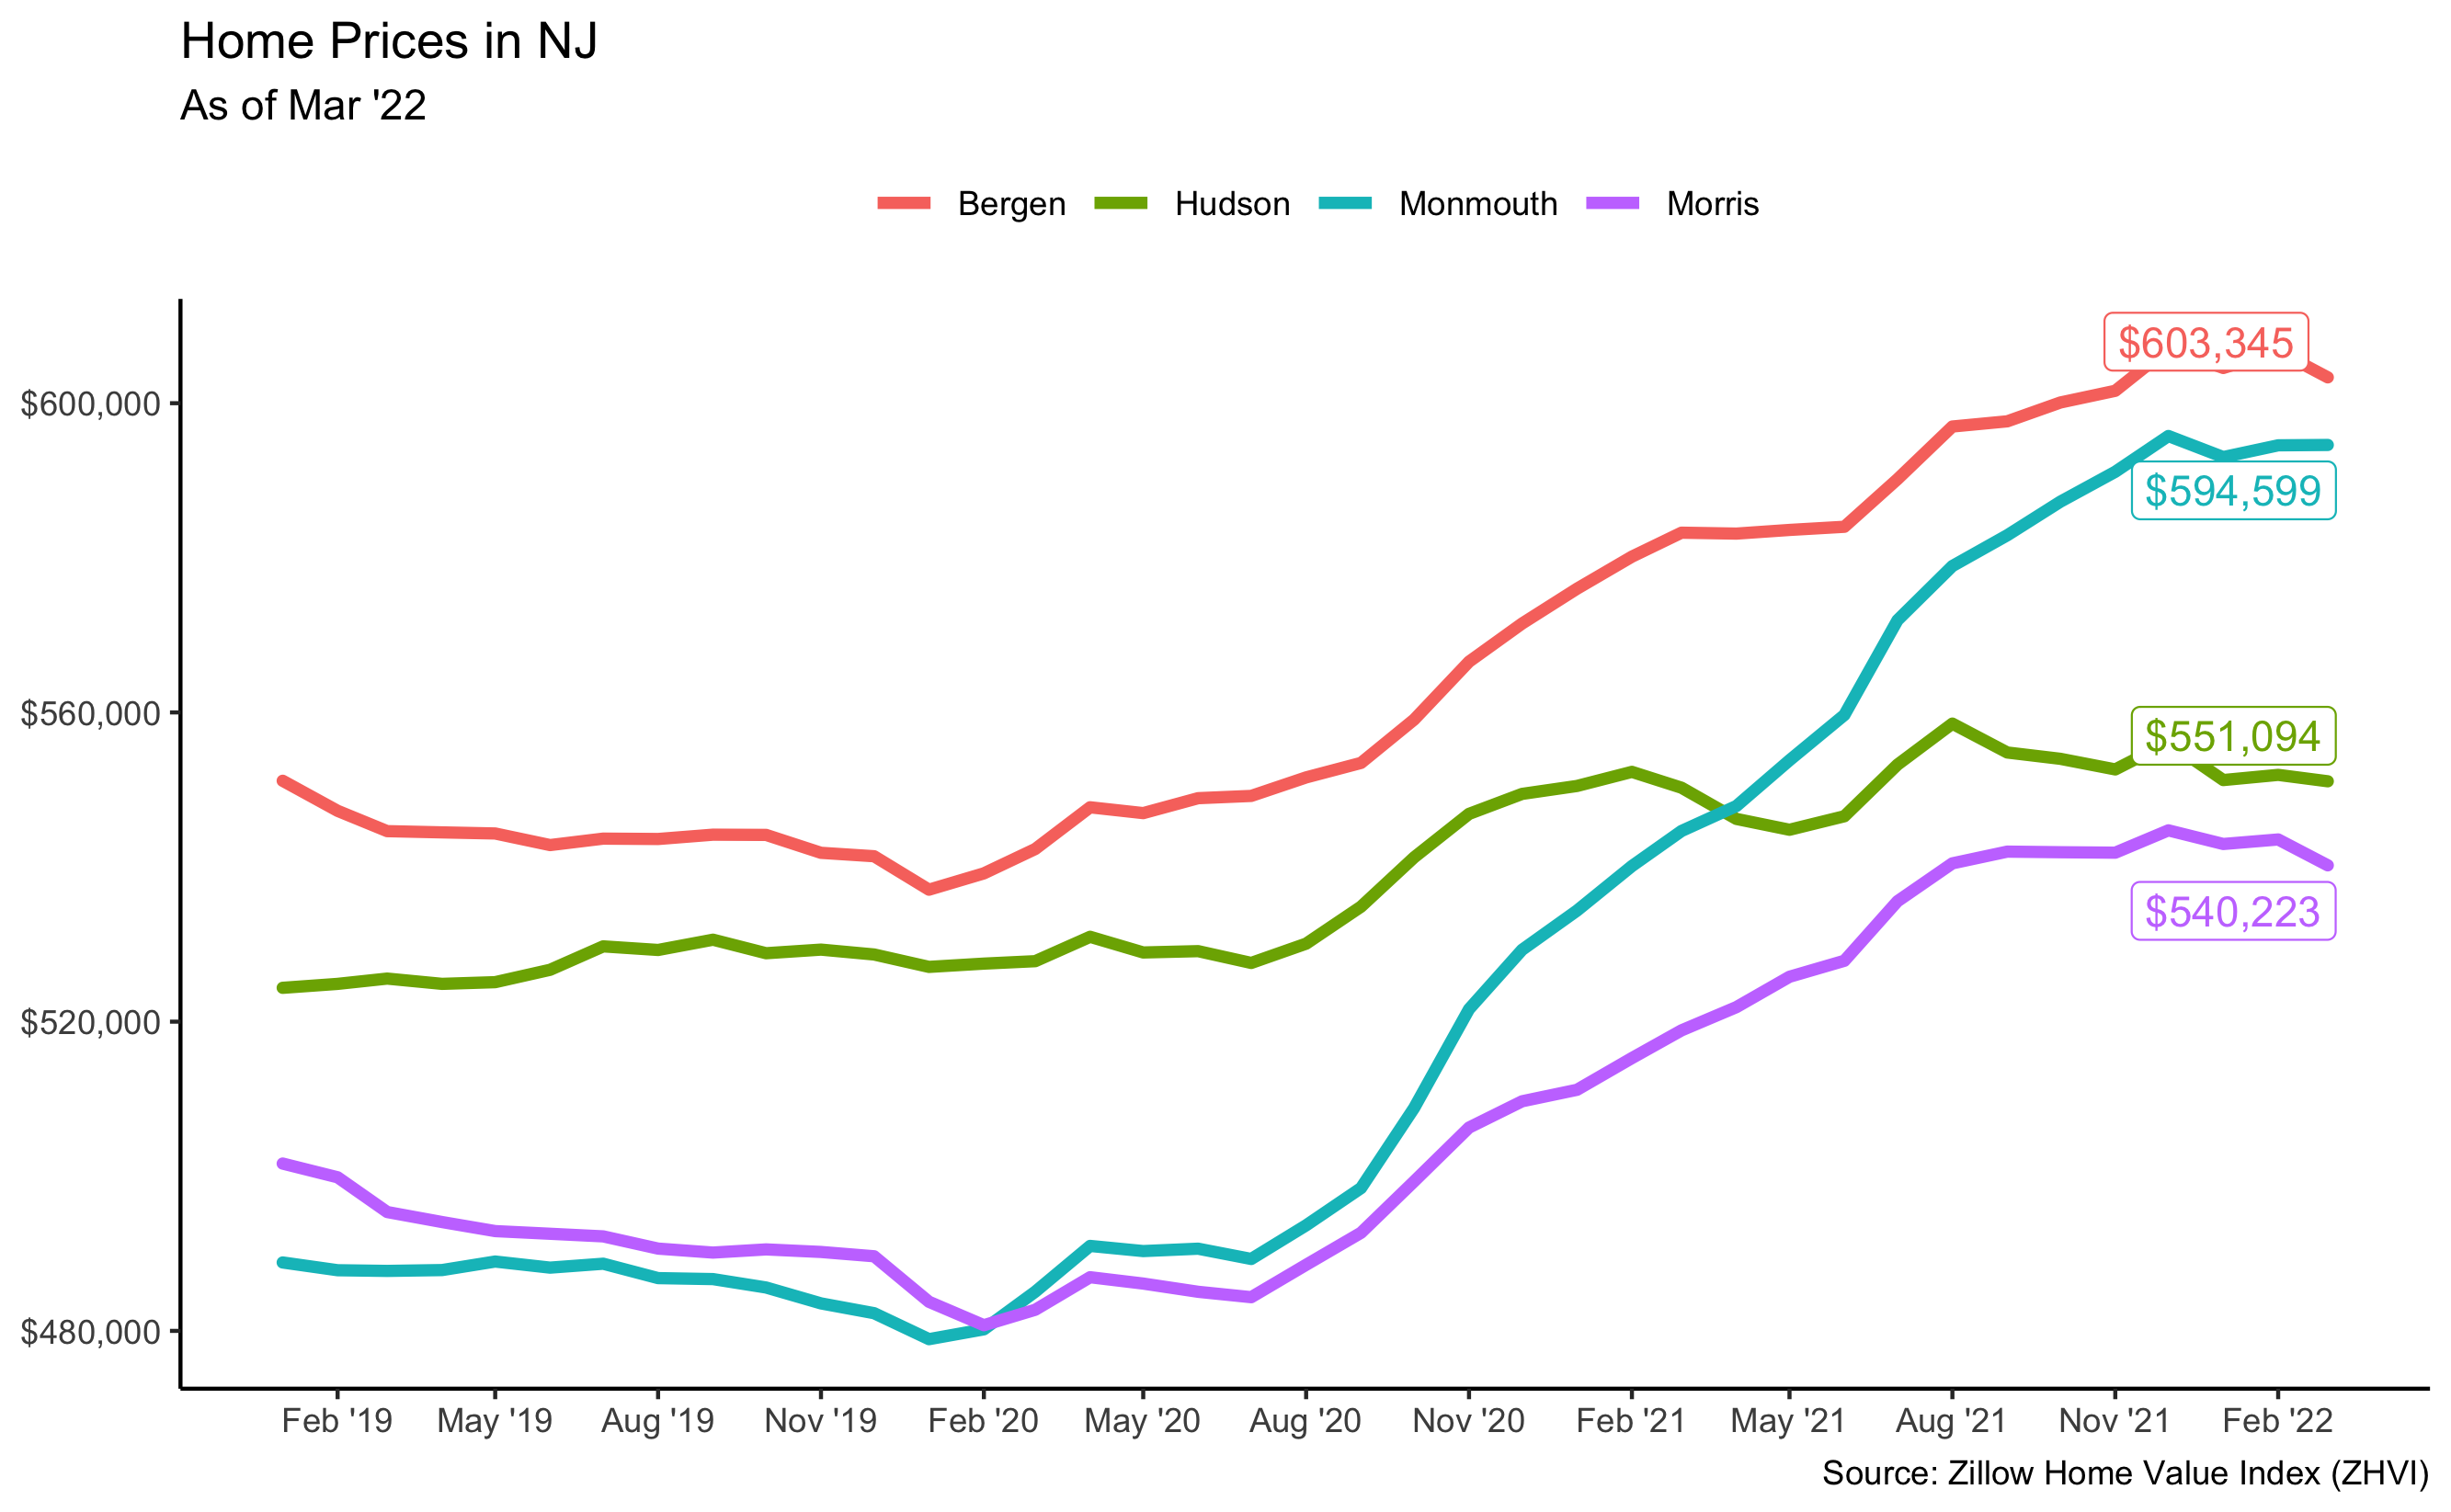 Home Prices in NJ
As of Mar '22
Bergen Hudson Monmouth Morris
$603,345
$600,000
$594,599
$560,000
$551,094
$540,223
$520,000
$480,000
Feb '19 May '19 Aug '19 Nov '19 Feb '20 May '20 Aug '20 Nov '20 Feb '21 May '21 Aug '21 Nov '21 Feb '22
Source: Zillow Home Value Index (ZHVI)